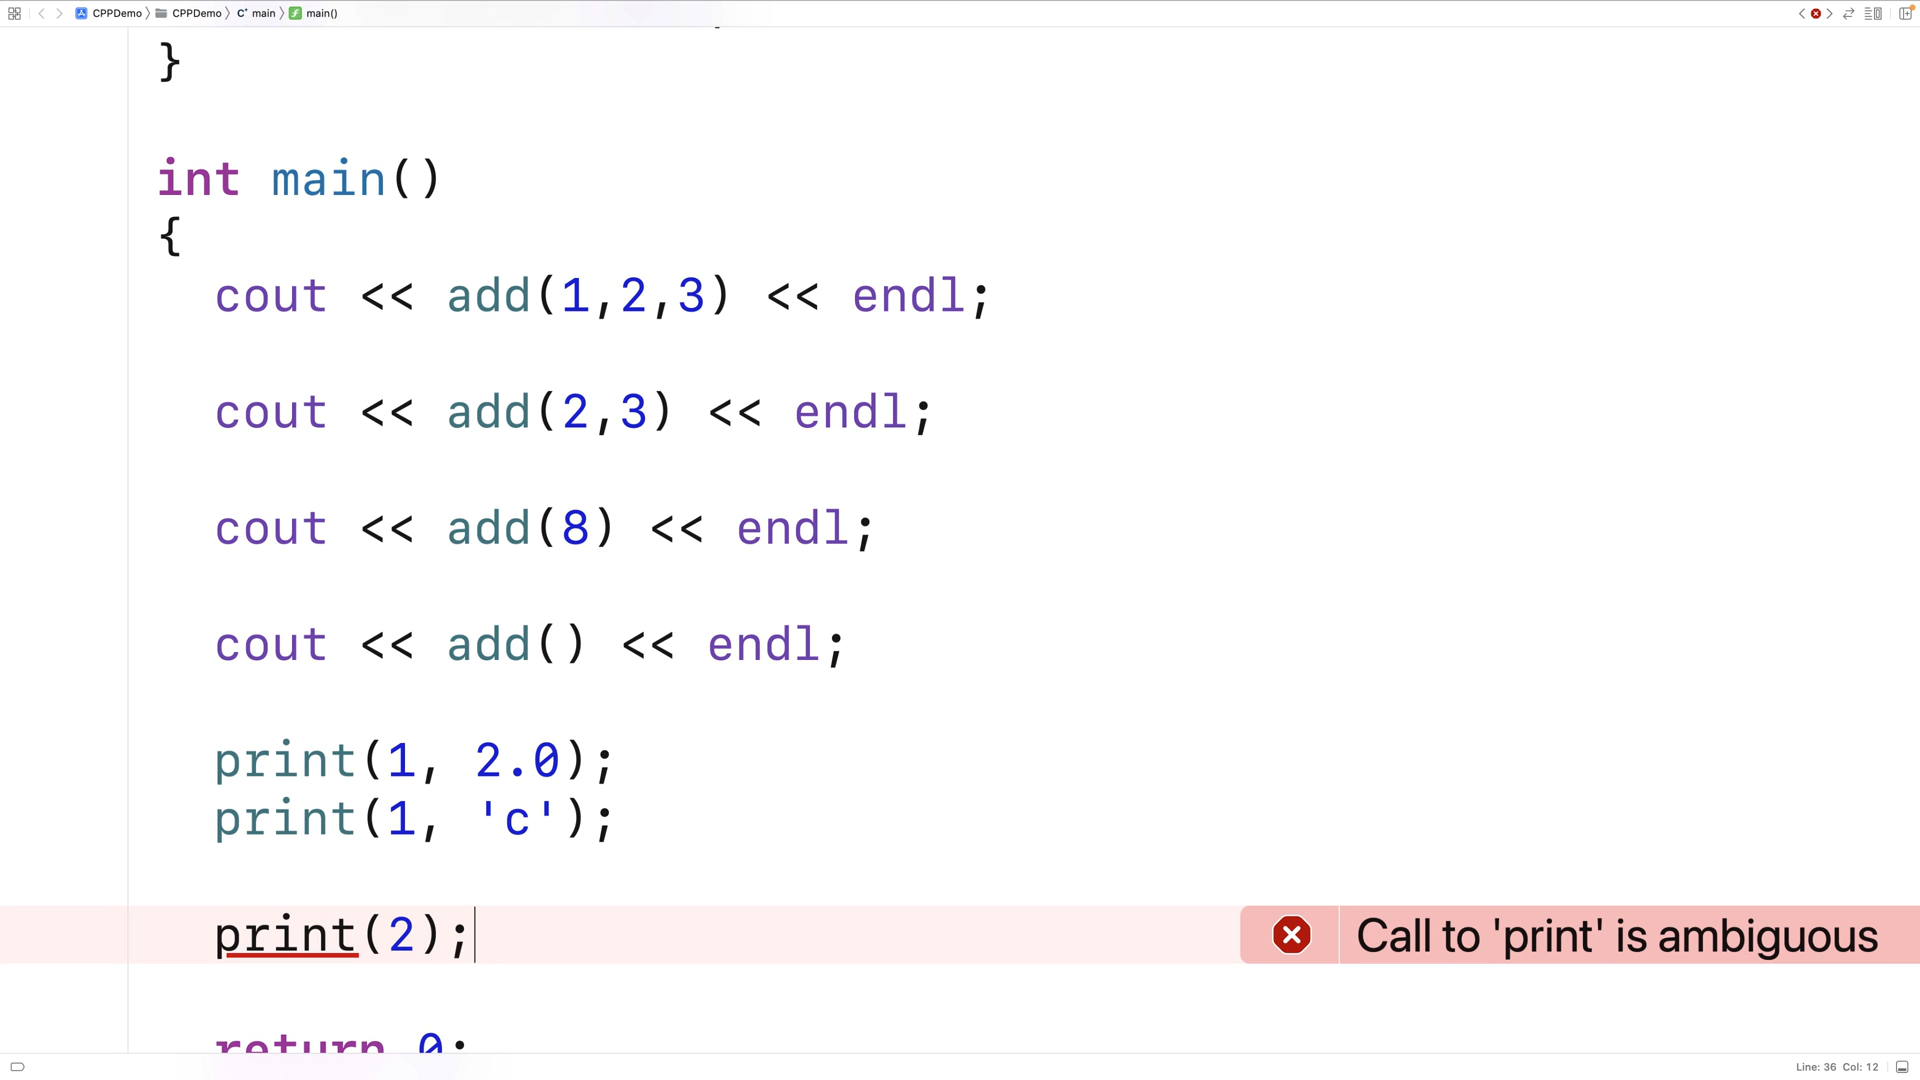 CPPDemo CPPDemo C+ main f main()
}
int main()
{
cout << add(1,2,3) << endl;
cout << add(2,3) << endl;
cout << add(8) << endl;
cout << add() << endl;
print(1, 2.0);
print(1, 'c');
print(2); Call to 'print' is ambiguous
return 0;
Line: 36 Col: 12